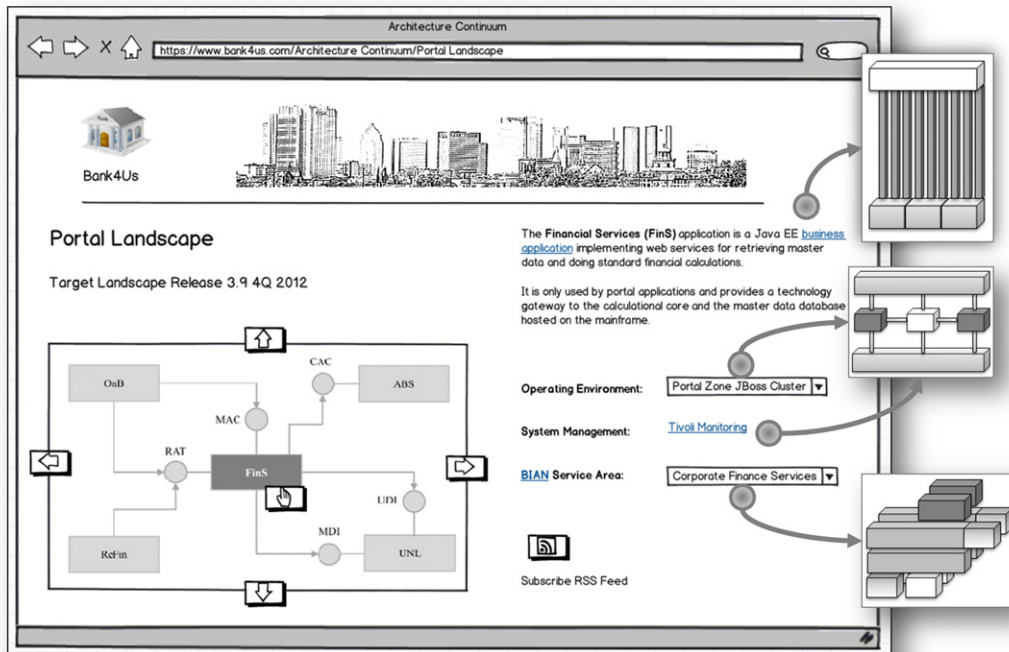 Architecture Continuum
https://www.bank4us.com/Architecture Continuum/Portal Landscape
Bank4Us
Portal Landscape
Target Landscape Release 3.9 4Q 2012
The Financial Services (FinS) application is a Java EE business
application implementing web services for retrieving master
data and doing standard financial calculations.
It is only used by portal applications and provides a technology
gateway to the calculational core and the master data database
hosted on the mainframe.
OnB
CAC
ABS
MAC
RAT
FinS
UDI
ReFin
MDI
UNL
Operating Environment:
Portal Zone JBoss Cluster
System Management:
Tivoli Manitoring
BIAN Service Area:
Corporate Finance Services
Subscribe RSS Feed